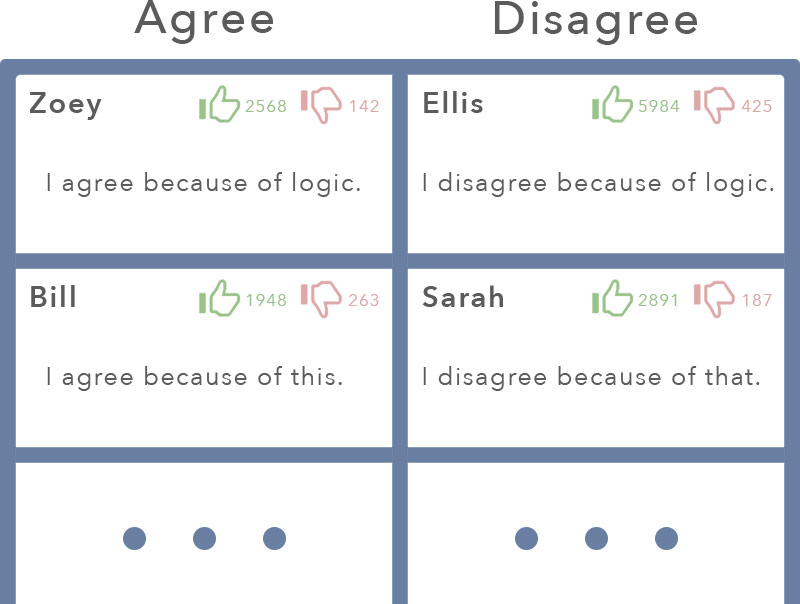 Agree
Disagree
Zoey 2568 142
I agree because of logic.
Ellis 5984 425
I disagree because of logic.
Bill 1948 263
I agree because of this.
Sarah 2891 187
I disagree because of that.